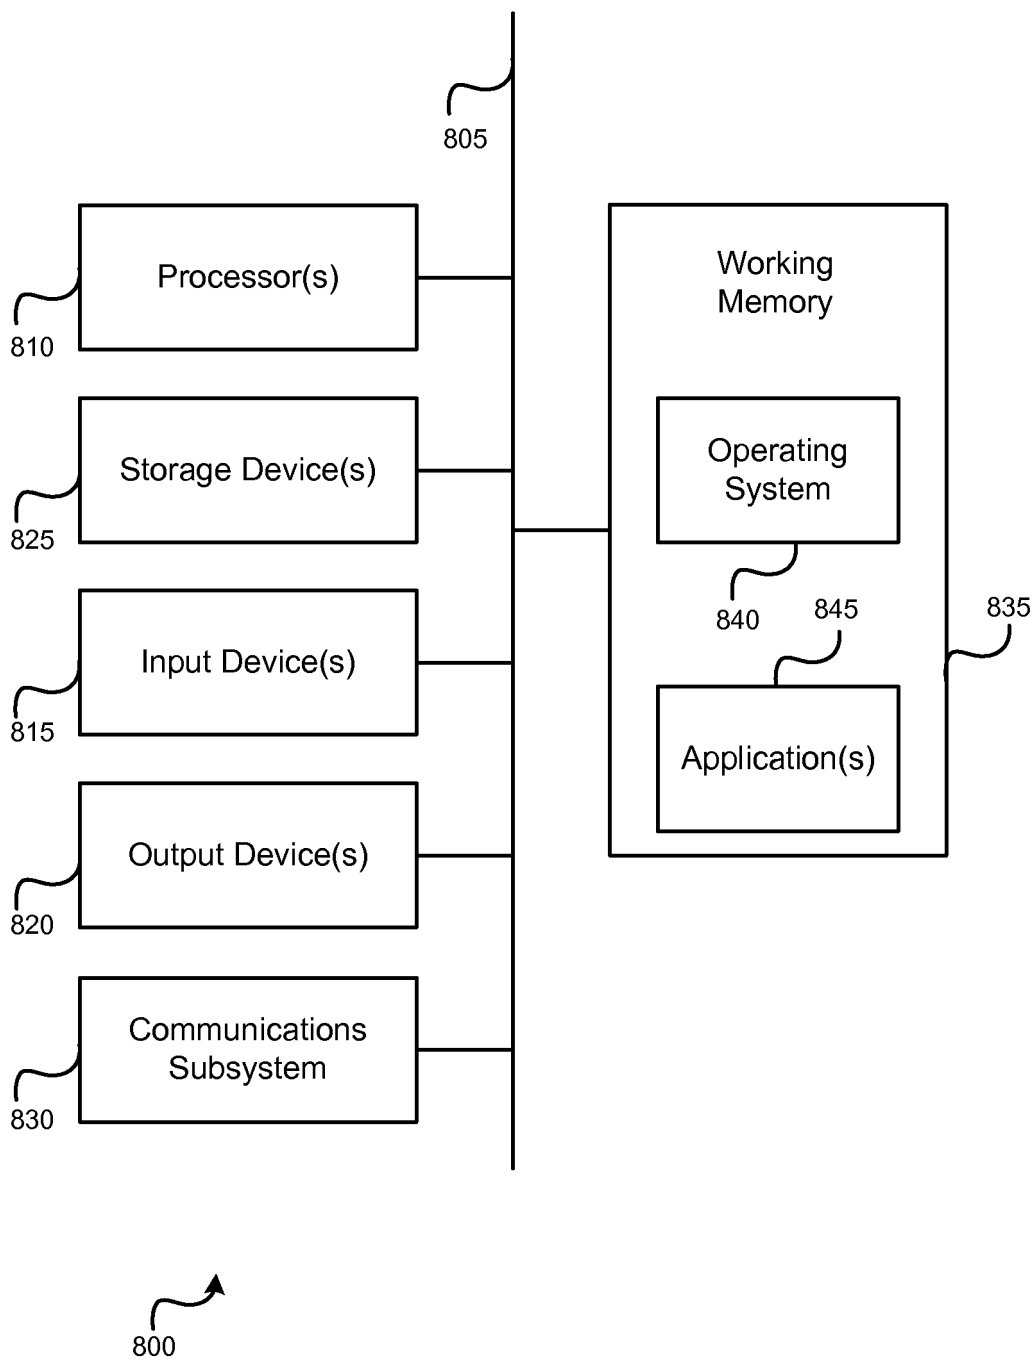 805
Processor(s)
810
Storage Device(s)
825
Input Device(s)
815
Output Device(s)
820
Communications
Subsystem
830
Working
Memory
Operating
System
840
845
835
Application(s)
800